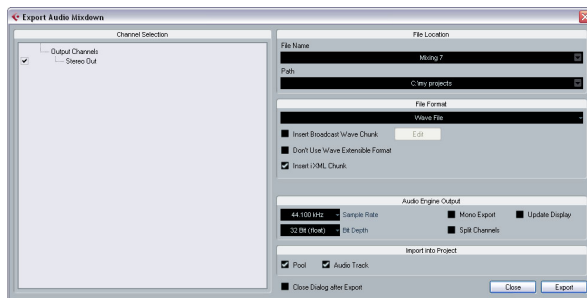 Export Audio Mixdown
Channel Selection
Output Channels
Stereo Out
File Location
File Name
Mixing 7
Path
C:\my projects
File Format
Wave File
Insert Broadcast Wave Chunk
Edit
Don't Use Wave Extensible Format
Insert iXML Chunk
Audio Engine Output
44.100 kHz
Sample Rate
Mono Export
Update Display
32 Bit (float)
Bit Depth
Split Channels
Import into Project
Pool
Audio Track
Close Dialog after Export
Close
Export